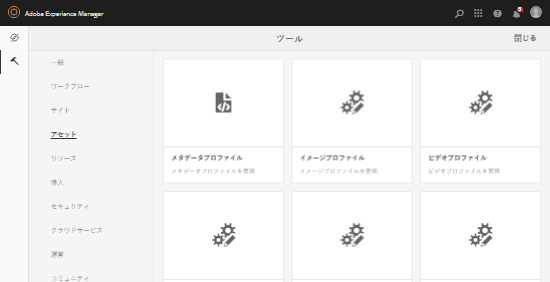 Adobe Experience Manager
5
ツール
閉じる
一般
ワークフロー
サイト
アセット
リソース
導入
セキュリティ
クラウドサービス
運営
コミュニティ
メタデータプロファイル
メタデータプロファイルを管理
イメージプロファイル
イメージプロファイルを管理
ビデオプロファイル
ビデオプロファイルを管理